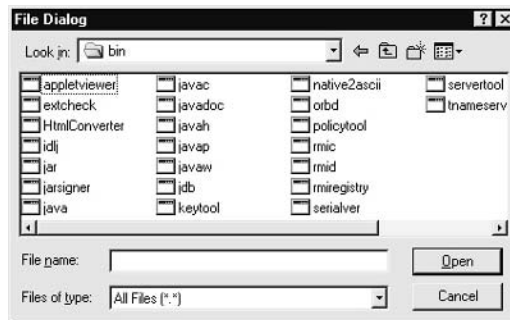 File Dialog
Look in: bin
appletviewer javac native2ascii servertool
extcheck javadoc orbd tnameserv
HtmlConverter javah policytool
idlj javap rmic
jar javaw rmid
jarsigner jdb rmiregistry
java keytool serialver
File name: Open
Files of type: All Files (*.*) Cancel